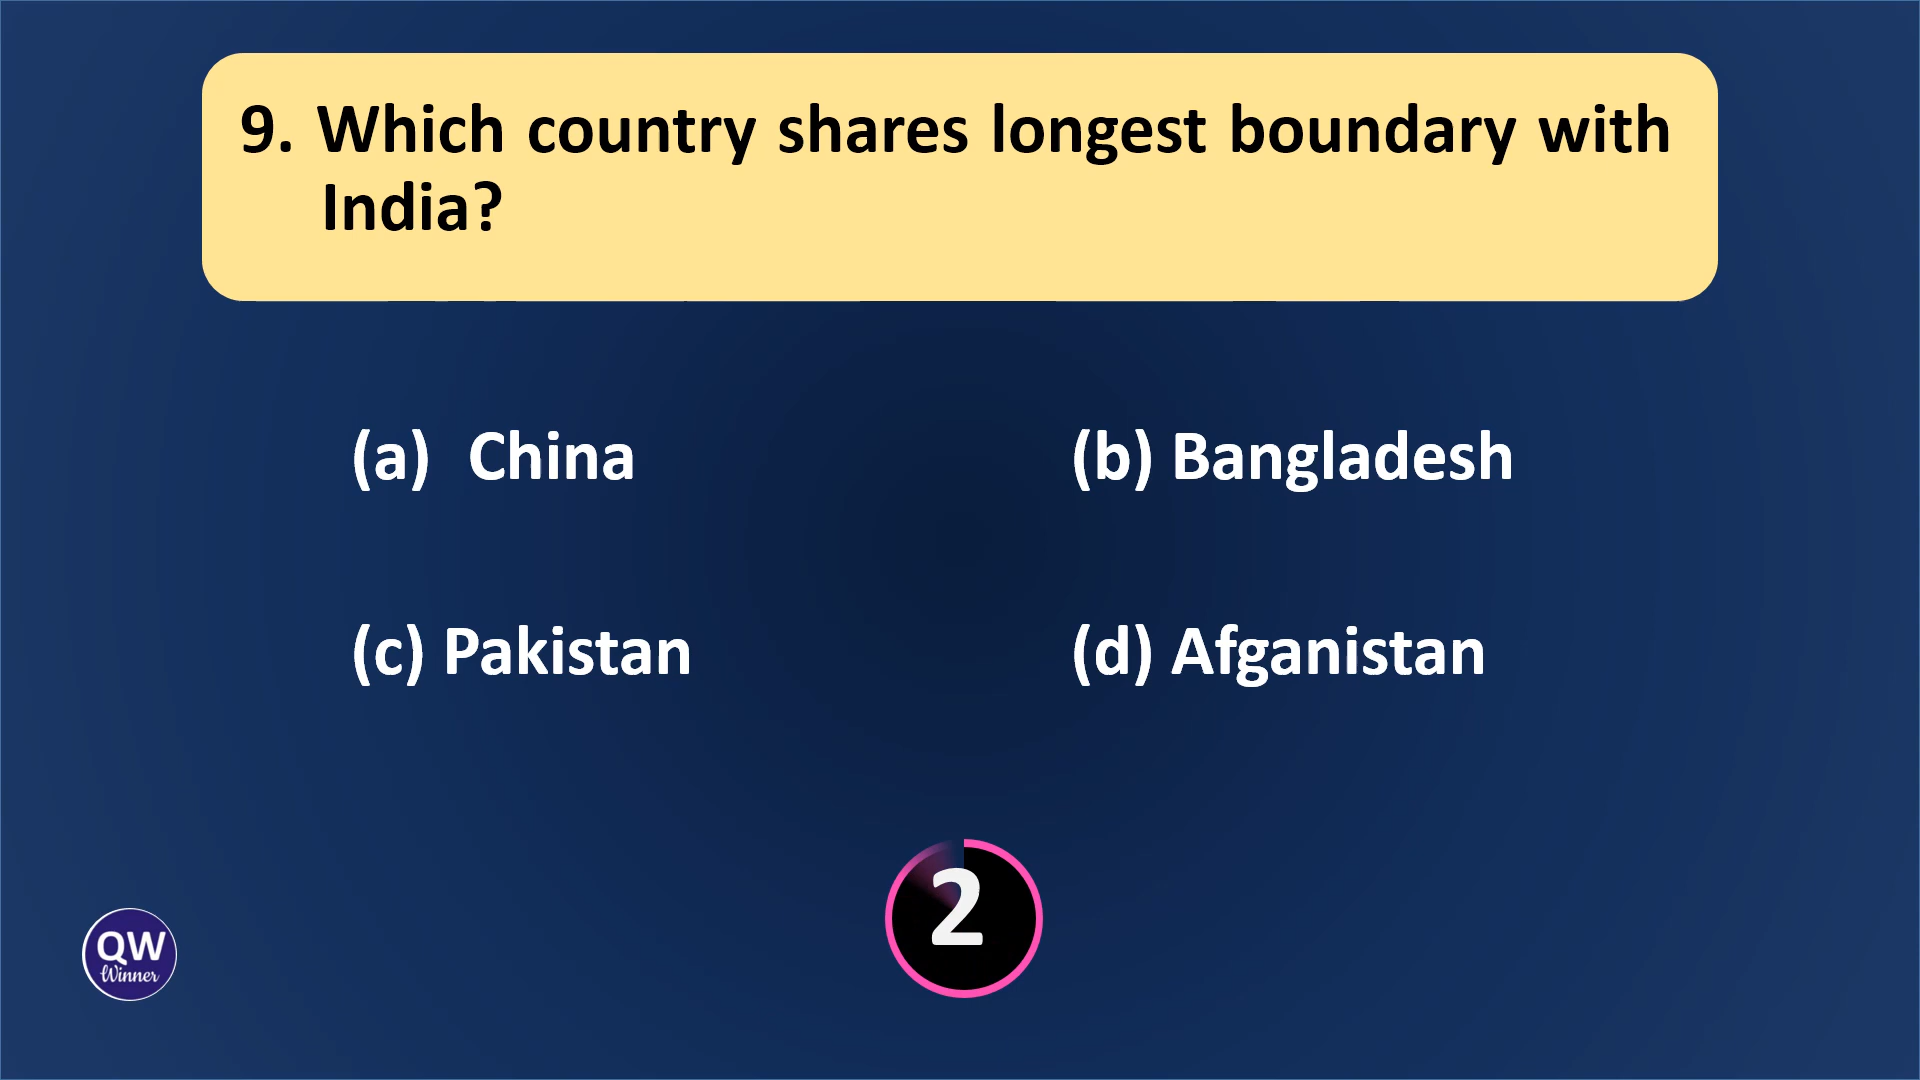 9. Which country shares longest boundary with
India?
(a) China
(b) Bangladesh
(c) Pakistan
(d) Afganistan
2
QW
Winner